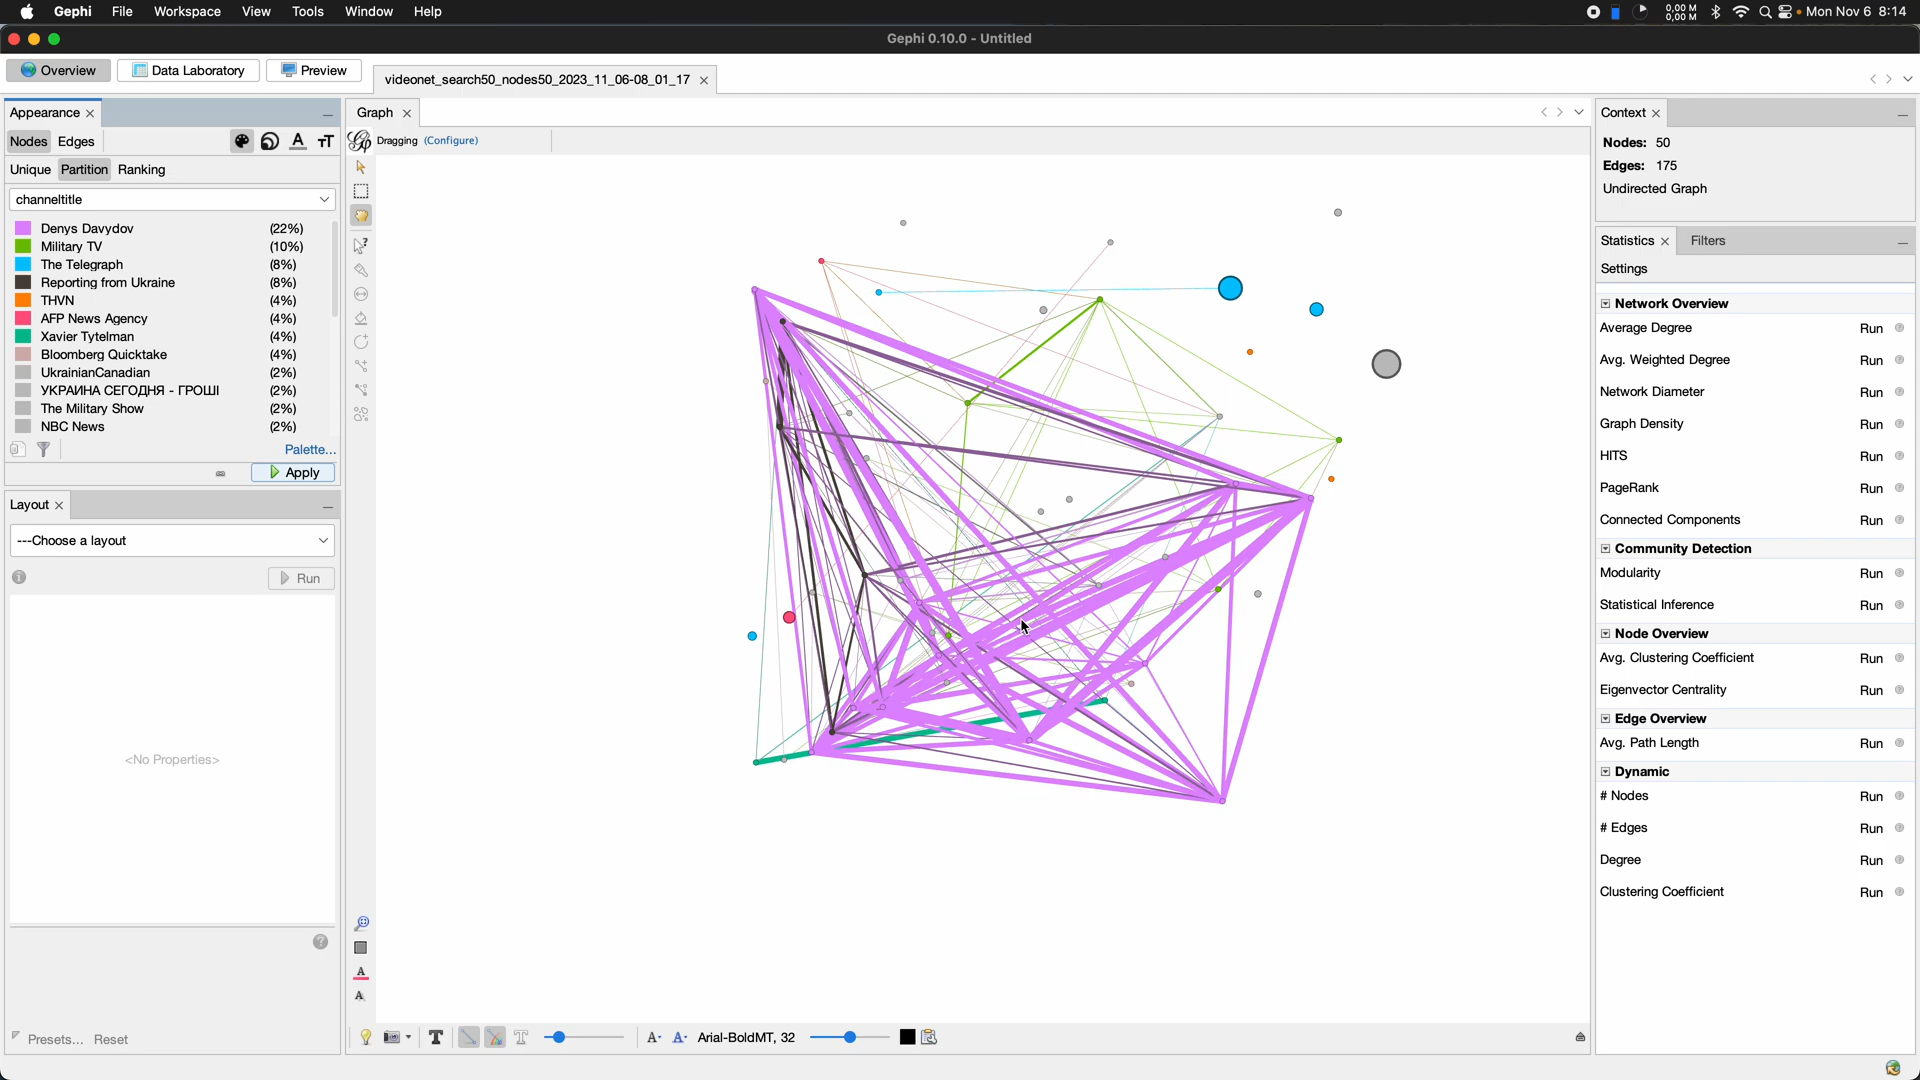 Gephi File Workspace View Tools Window Help
0,00 M
0,00 M
Mon Nov 6 8:14
Gephi 0.10.0 - Untitled
Overview
Data Laboratory
Preview
videonet_search50_nodes50_2023_11_06-08_01_17
Appearance
Nodes Edges
Unique Partition Ranking
channeltitle
Denys Davydov (22%)
Military TV (10%)
The Telegraph (8%)
Reporting from Ukraine (8%)
THVN (4%)
AFP News Agency (4%)
Xavier Tytelman (4%)
Bloomberg Quicktake (4%)
UkrainianCanadian (2%)
УКРАИНА СЕГОДНЯ - ГРОШІ (2%)
The Military Show (2%)
NBC News (2%)
Palette...
Apply
Layout
---Choose a layout
Run
<No Properties>
Presets... Reset
Graph
Dragging (Configure)
Arial-BoldMT, 32
Context
Nodes: 50
Edges: 175
Undirected Graph
Statistics Filters
Settings
Network Overview
Average Degree Run
Avg. Weighted Degree Run
Network Diameter Run
Graph Density Run
HITS Run
PageRank Run
Connected Components Run
Community Detection
Modularity Run
Statistical Inference Run
Node Overview
Avg. Clustering Coefficient Run
Eigenvector Centrality Run
Edge Overview
Avg. Path Length Run
Dynamic
# Nodes Run
# Edges Run
Degree Run
Clustering Coefficient Run